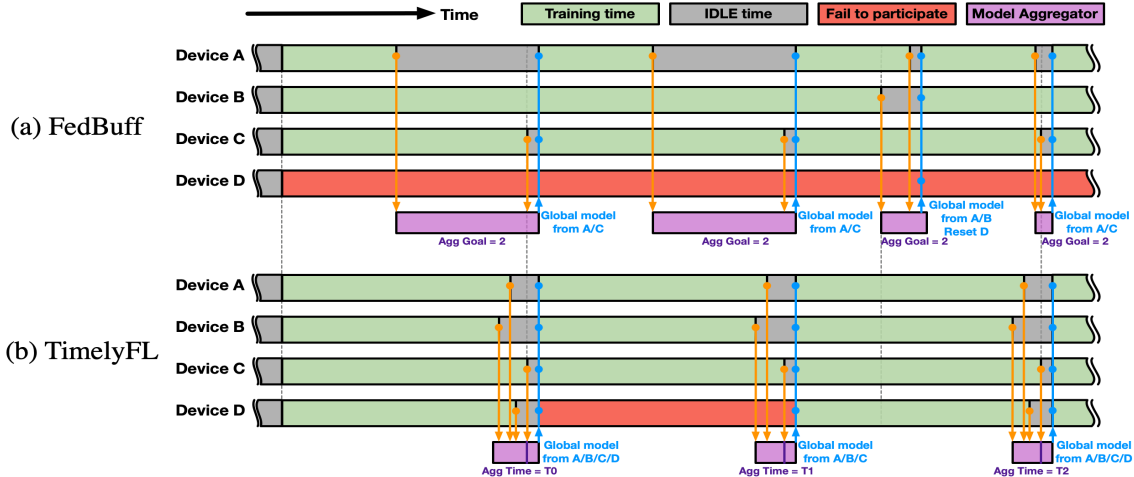 Time
Training time
IDLE time
Fail to participate
Model Aggregator
(a) FedBuff
Device A
Device B
Device C
Device D
Global model
from A/C
Agg Goal = 2
Global model
from A/C
Agg Goal = 2
Global model
from A/B
Reset D
Agg Goal = 2
Global model
from A/C
Agg Goal = 2
(b) TimelyFL
Device A
Device B
Device C
Device D
Global model
from A/B/C/D
Agg Time = T0
Global model
from A/B/C
Agg Time = T1
Global model
from A/B/C/D
Agg Time = T2